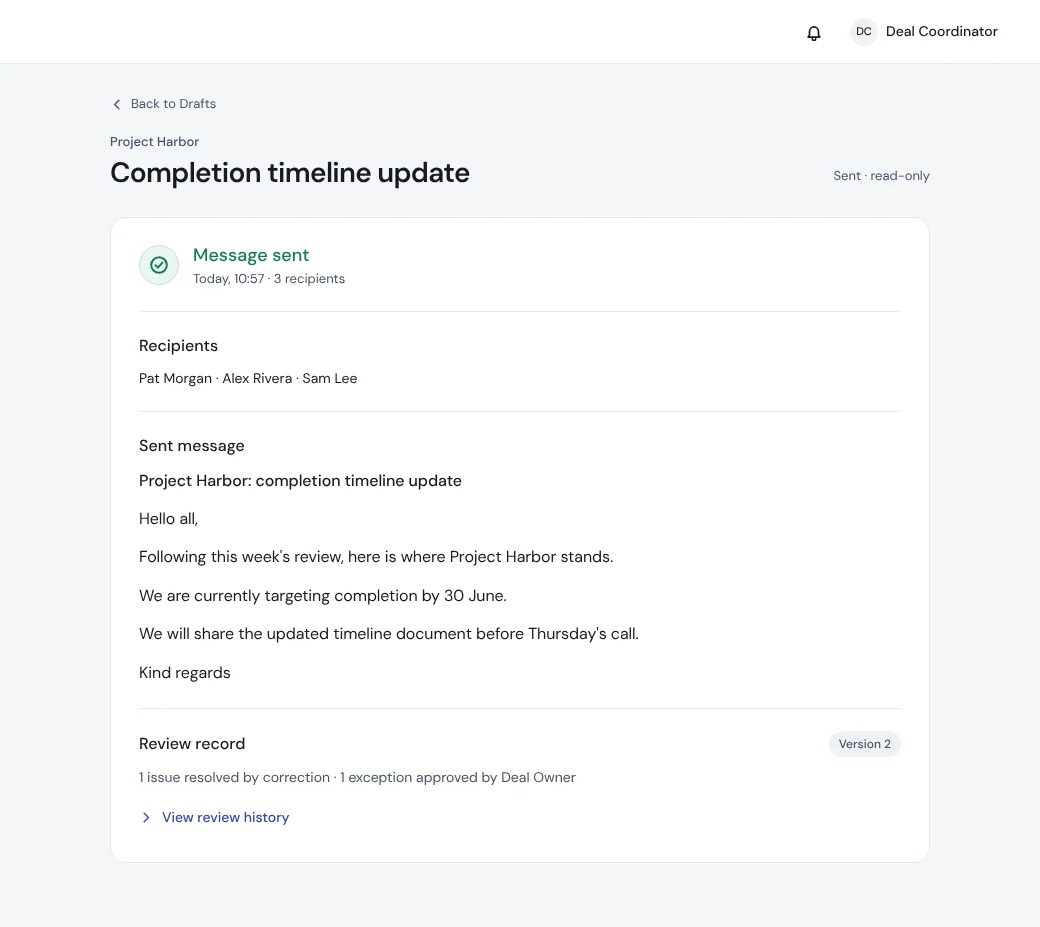 DC Deal Coordinator
Back to Drafts
Project Harbor
Completion timeline update
Sent · read-only
Message sent
Today, 10:57 · 3 recipients
Recipients
Pat Morgan · Alex Rivera · Sam Lee
Sent message
Project Harbor: completion timeline update
Hello all,
Following this week's review, here is where Project Harbor stands.
We are currently targeting completion by 30 June.
We will share the updated timeline document before Thursday's call.
Kind regards
Review record
Version 2
1 issue resolved by correction · 1 exception approved by Deal Owner
View review history